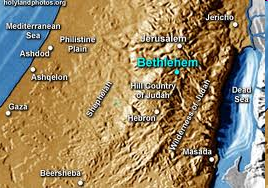 holylandphotos.org
Mediterranean
Sea
Jericho
Ashdod
Philistine
Plain
Jerusalem
Bethlehem
Ashqelon
Gaza
Shephelah
Hill Country
of Judah
Dead
Sea
Hebron
Wilderness of Judah
Masada
Beersheba